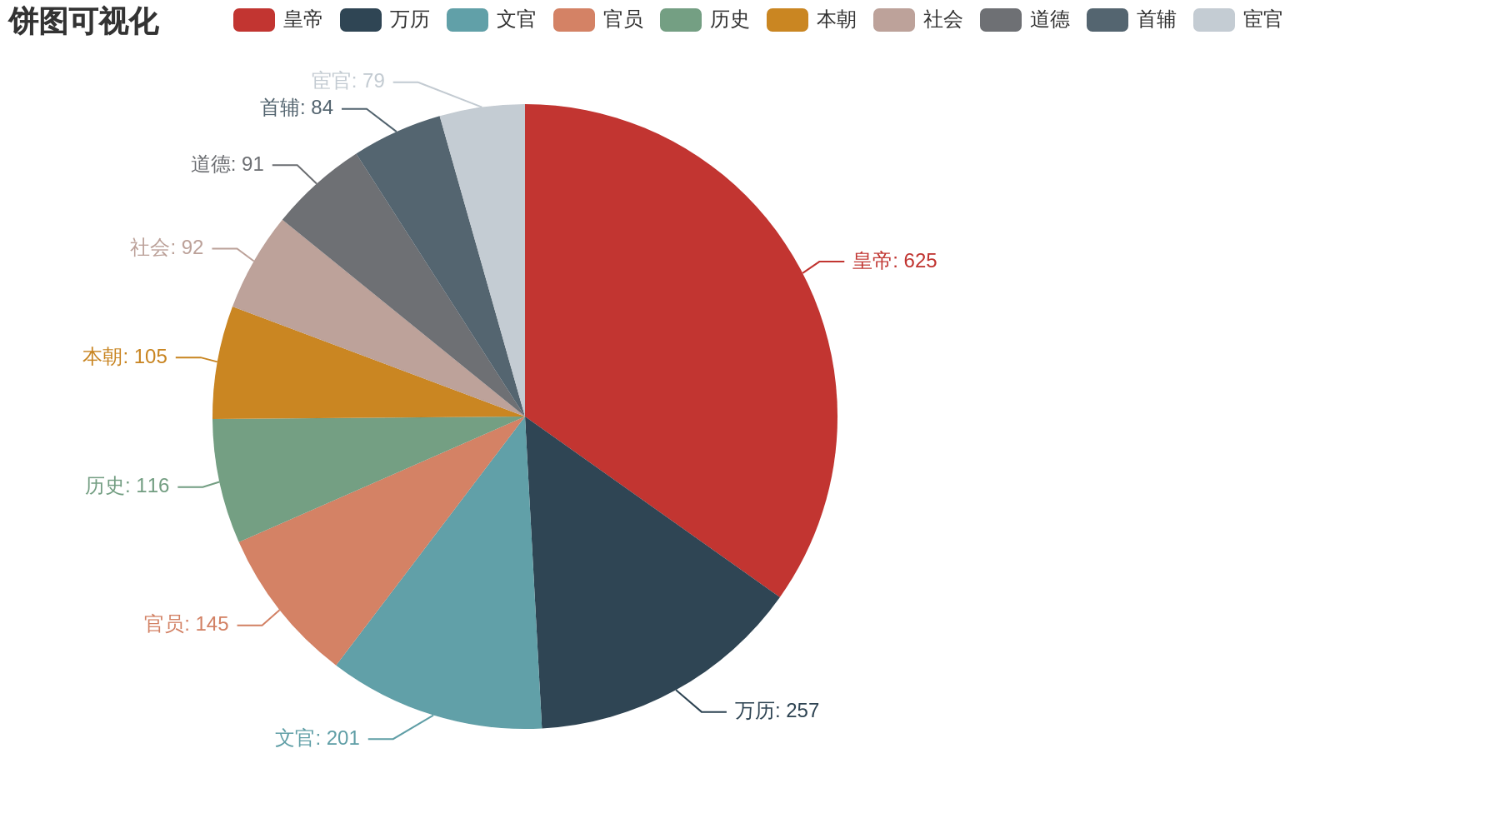 饼图可视化
皇帝 万历 文官 官员 历史 本朝 社会 道德 首辅 宦官
宦官: 79
首辅: 84
道德: 91
社会: 92
皇帝: 625
本朝: 105
历史: 116
官员: 145
万历: 257
文官: 201